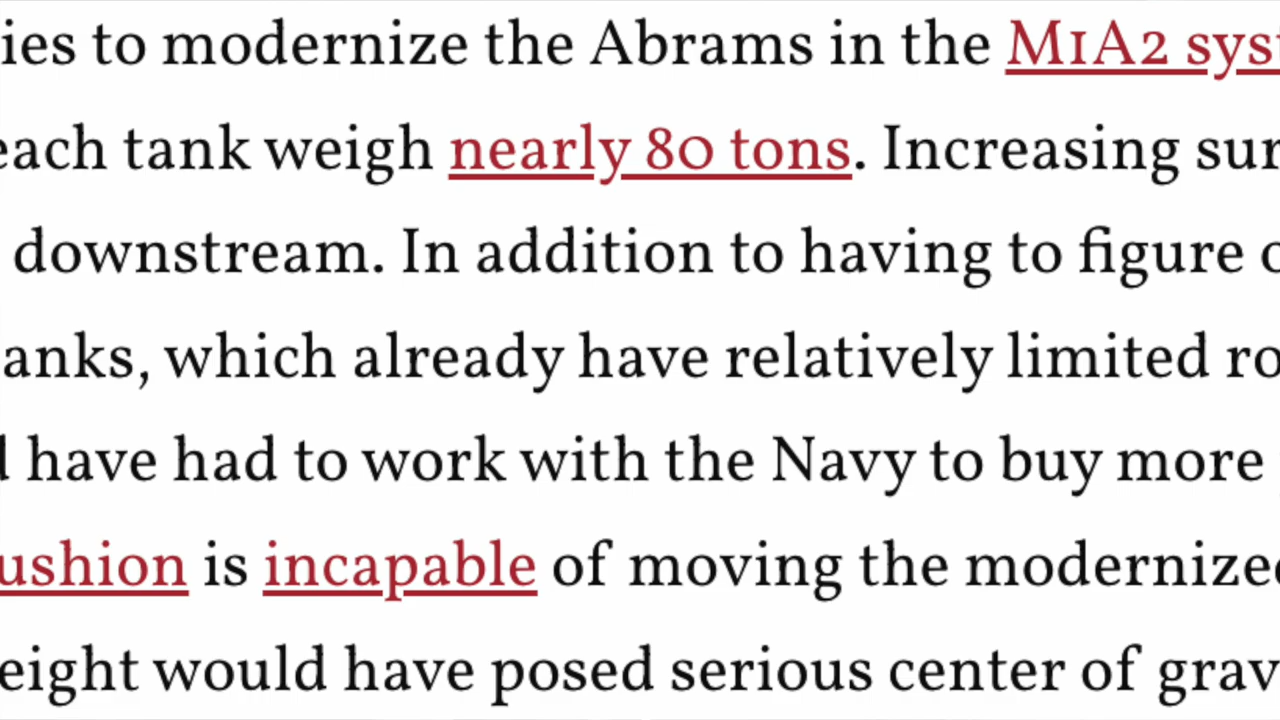 ies to modernize the Abrams in the M1A2 syst
each tank weigh nearly 80 tons. Increasing sur
downstream. In addition to having to figure o
anks, which already have relatively limited ro
d have had to work with the Navy to buy more
ushion is incapable of moving the modernized
eight would have posed serious center of grav